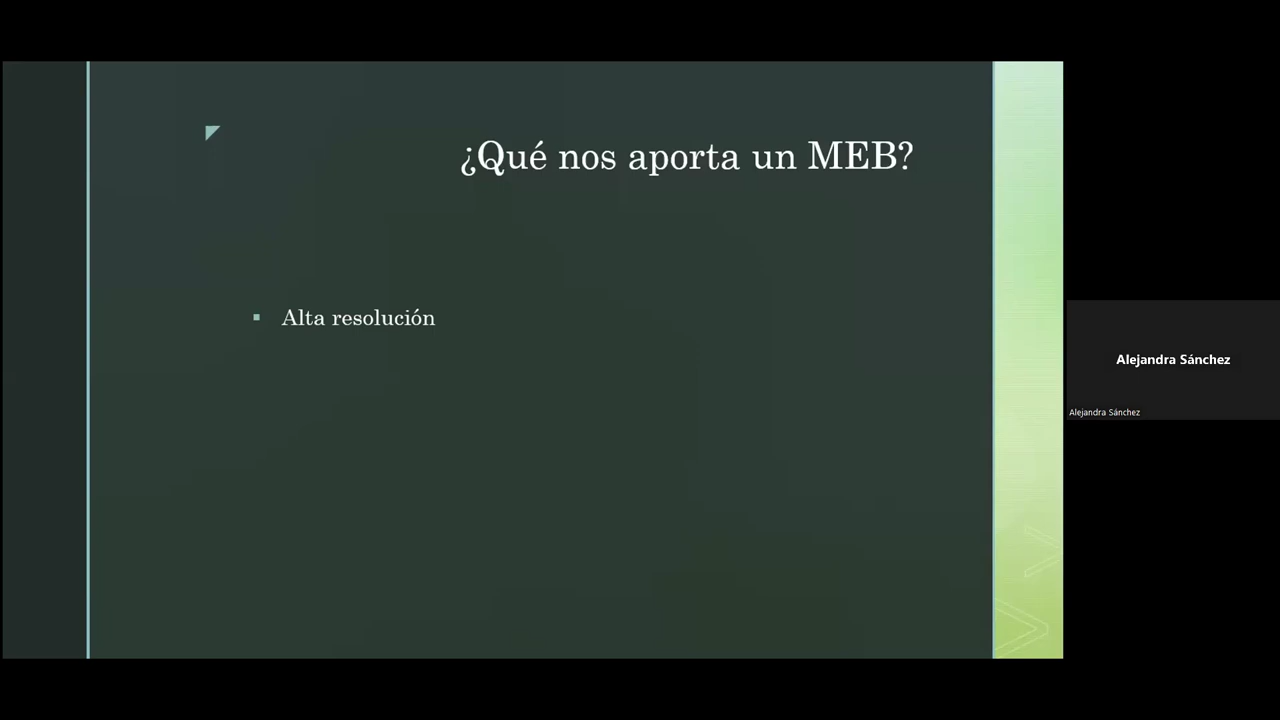 ¿Qué nos aporta un MEB?
Alta resolución
Alejandra Sánchez
Alejandra Sánchez